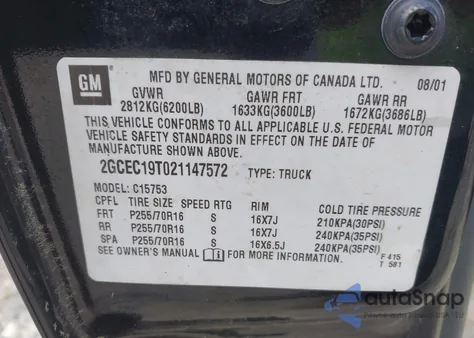 GM
MFD BY GENERAL MOTORS OF CANADA LTD. 08/01
GVWR GAWR FRT GAWR RR
2812KG(6200LB) 1633KG(3600LB) 1672KG(3686LB)
THIS VEHICLE CONFORMS TO ALL APPLICABLE U.S. FEDERAL MOTOR
VEHICLE SAFETY STANDARDS IN EFFECT ON THE DATE OF
MANUFACTURE SHOWN ABOVE.
2GCEC19T021147572 TYPE: TRUCK
MODEL: C15753
CPFL TIRE SIZE SPEED RTG RIM COLD TIRE PRESSURE
FRT P255/70R16 S 16X7J 210KPA(30PSI)
RR P255/70R16 S 16X7J 240KPA(35PSI)
SPA P255/70R16 S 16X6.5J 240KPA(35PSI)
SEE OWNER'S MANUAL i FOR MORE INFORMATION.
F 415
T 581
autoSnap